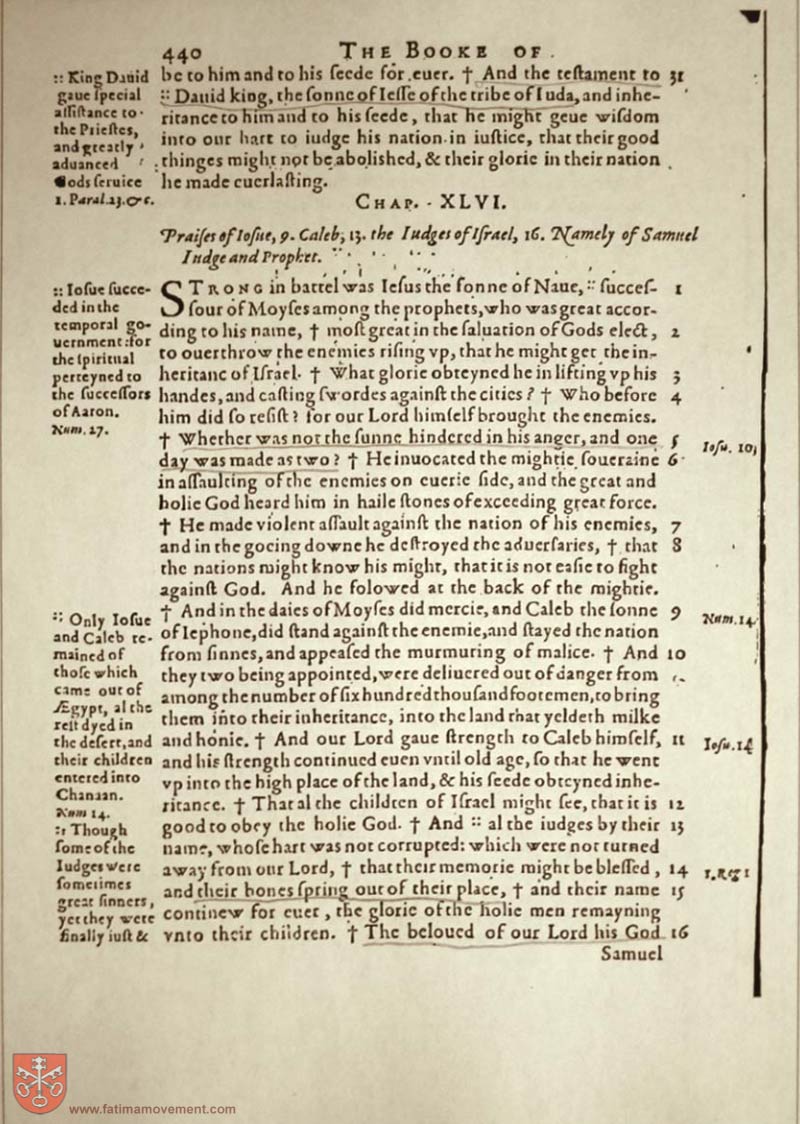 440 THE BOOKE OF.
be to him and to his ſeede for euer. † And the teſtament to 31
:: Dauid king, the ſonne of Ieſſe of the tribe of Iuda, and inhe-
ritance to him and to his ſeede, that he might geue wiſdom
into our hart to iudge his nation in iuſtice, that their good
thinges might not be aboliſhed, & their glorie in their nation
he made euerlaſting.
:: King Dauid
gaue ſpecial
aſſiſtance to
the Prieſtes,
and greatly
aduanced
Gods ſeruice
1. Paral. 23. &c.
CHAP. XLVI.
Praiſes of Ioſue, 9. Caleb, 13. the Iudges of Iſrael, 16. Namely of Samuel
Iudge and Prophet.
STRONG in battel was Ieſus the ſonne of Naue, :: ſucceſ- 1
ſour of Moyſes among the prophets, who was great accor-
ding to his name, † moſt great in the ſaluation of Gods elect, 2
to ouerthrow the enemies riſing vp, that he might get the in-
heritanc of Iſrael. † What glorie obteyned he in lifting vp his 3
handes, and caſting ſwordes againſt the cities? † Who before 4
him did ſo reſiſt? for our Lord himſelf brought the enemies.
† Whether was not the ſunne hindered in his anger, and one 5
day was made as two? † He inuocated the mightie ſoueraine 6
in aſſaulting of the enemies on euerie ſide, and the great and
holie God heard him in haile ſtones of exceeding great force.
† He made violent aſſault againſt the nation of his enemies, 7
and in the goeing downe he deſtroyed the aduerſaries, † that 8
the nations might know his might, that it is not eaſie to fight
againſt God. And he folowed at the back of the mightie.
† And in the daies of Moyſes did mercie, and Caleb the ſonne 9
of Iephone, did ſtand againſt the enemie, and ſtayed the nation
from ſinnes, and appeaſed the murmuring of malice. † And 10
they two being appointed, were deliuered out of danger from
among the number of ſix hundred thouſand footemen, to bring
them into their inheritance, into the land that yeldeth milke
and honie. † And our Lord gaue ſtrength to Caleb himſelf, 11
and his ſtrength continued euen vntil old age, ſo that he went
vp into the high place of the land, & his ſeede obteyned inhe-
ritance. † That al the children of Iſrael might ſee, that it is 12
good to obey the holie God. † And :: al the iudges by their 13
name, whoſe hart was not corrupted: which were not turned
away from our Lord, † that their memorie might be bleſſed, 14
and their bones ſpring out of their place, † and their name 15
continew for euer, the glorie of the holie men remayning
vnto their children. † The beloued of our Lord his God 16
Samuel
:: Ioſue ſucce-
ded in the
temporal go-
uernment: for
the ſpiritual
perteyned to
the ſucceſſors
of Aaron.
Num. 27.
:: Only Ioſue
and Caleb re-
mained of
thoſe which
came out of
Ægypt, al the
reſt dyed in
the deſert, and
their children
entered into
Chanaan.
Num 14.
:: Though
ſome of the
Iudges were
ſometimes
great ſinners,
yet they were
finally iuſt &
Ioſu. 10,
Num. 14
Ioſu. 14
1. Reg 1
www.fatimamovement.com